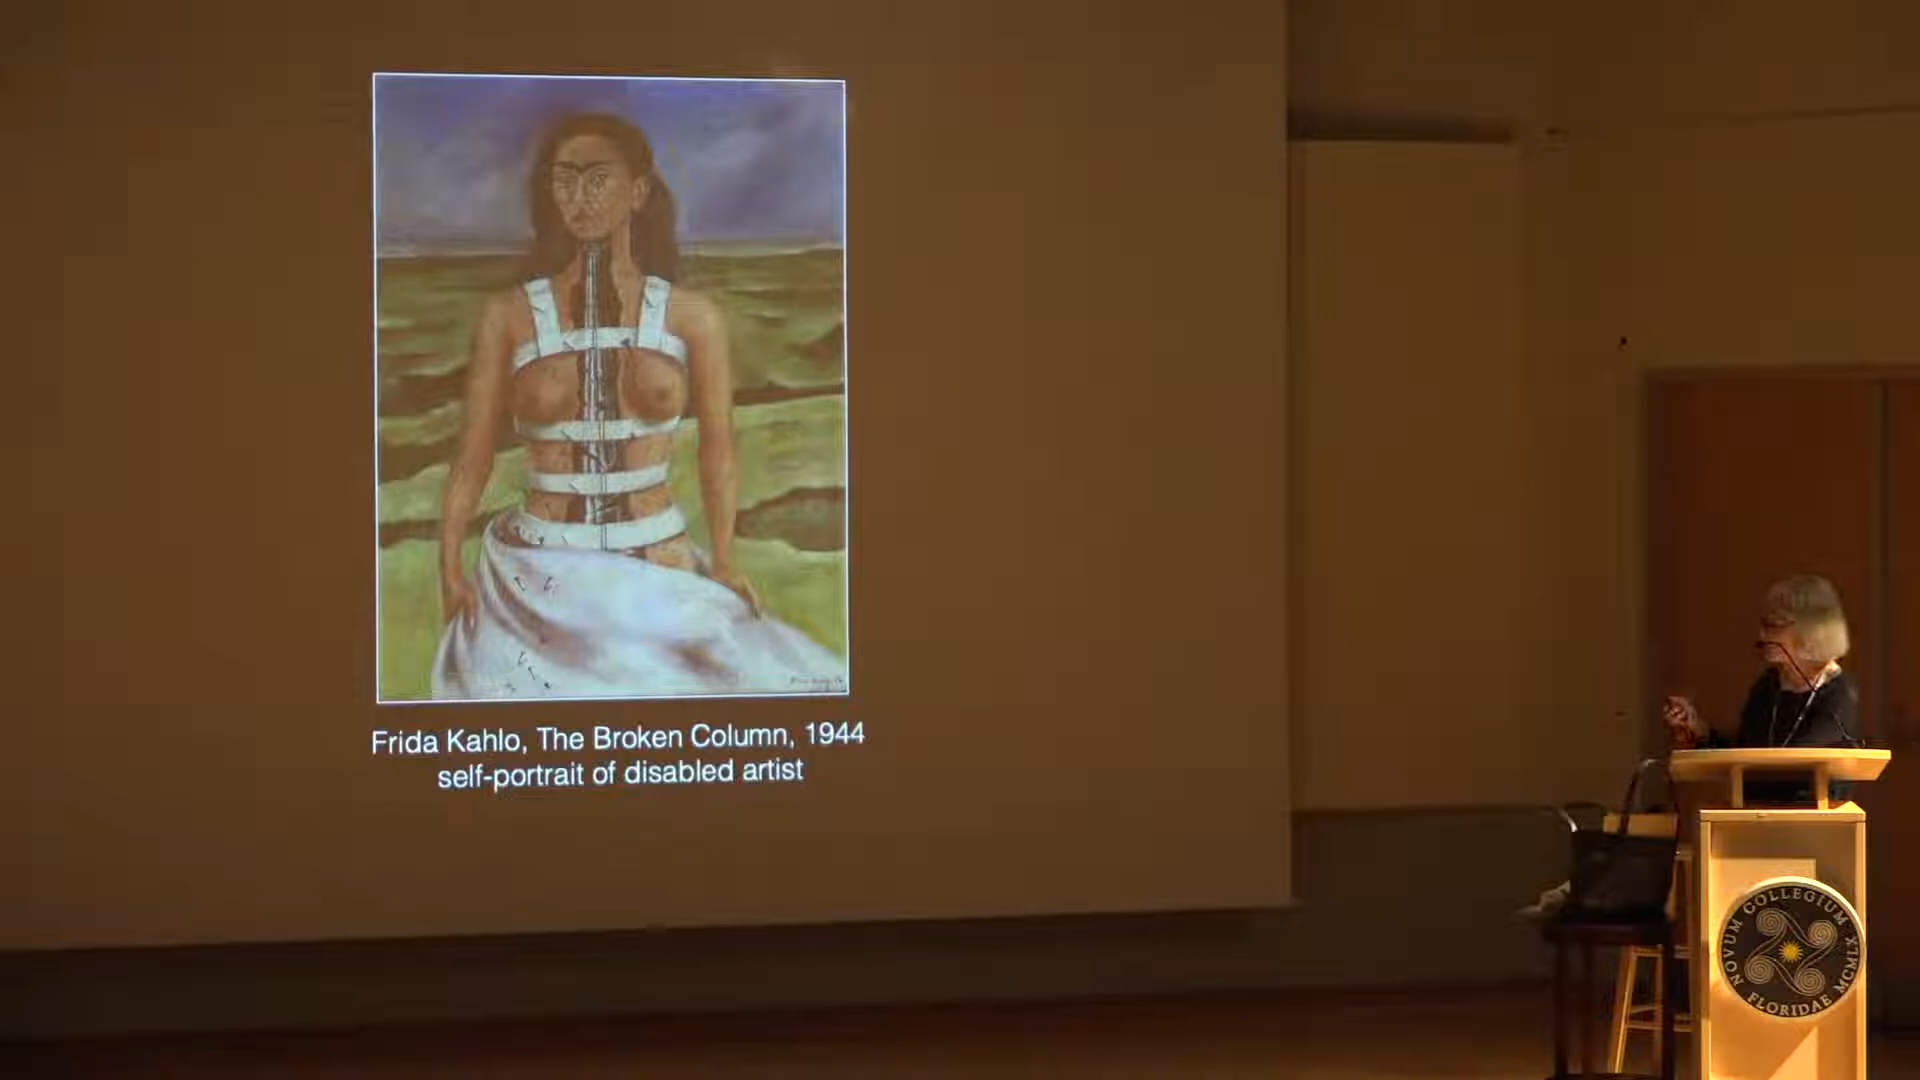 Frida Kahlo, The Broken Column, 1944
self-portrait of disabled artist
NOVUM COLLEGIUM FLORIDAE MCMLX